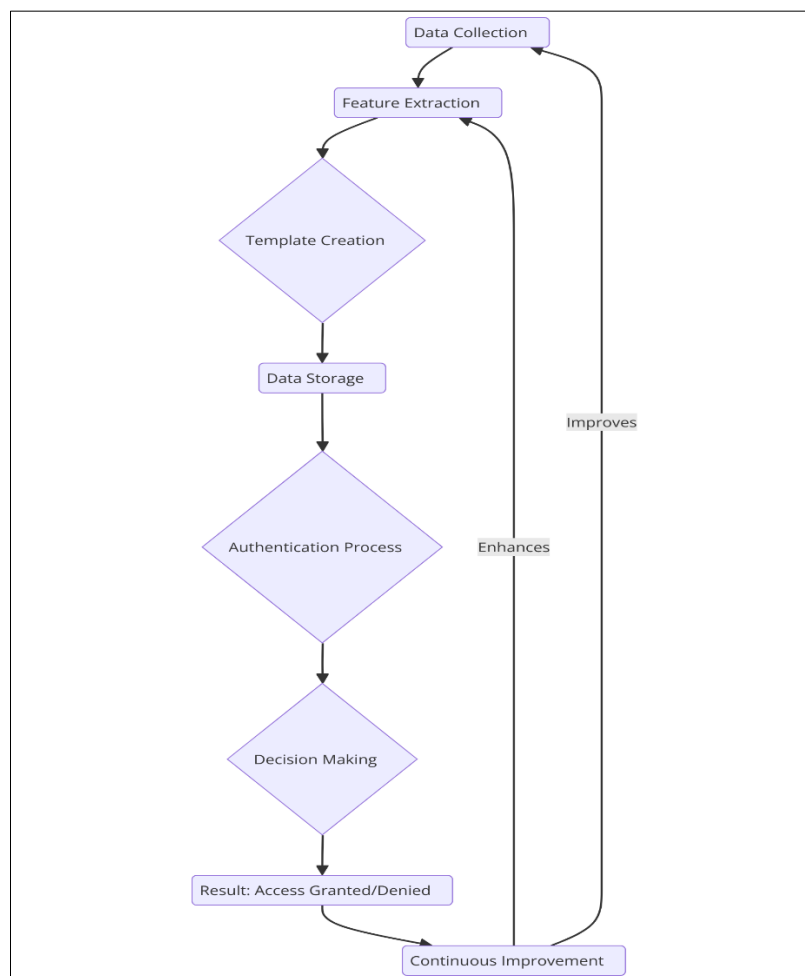 Data Collection
Feature Extraction
Template Creation
Data Storage
Improves
Authentication Process
Enhances
Decision Making
Result: Access Granted/Denied
Continuous Improvement